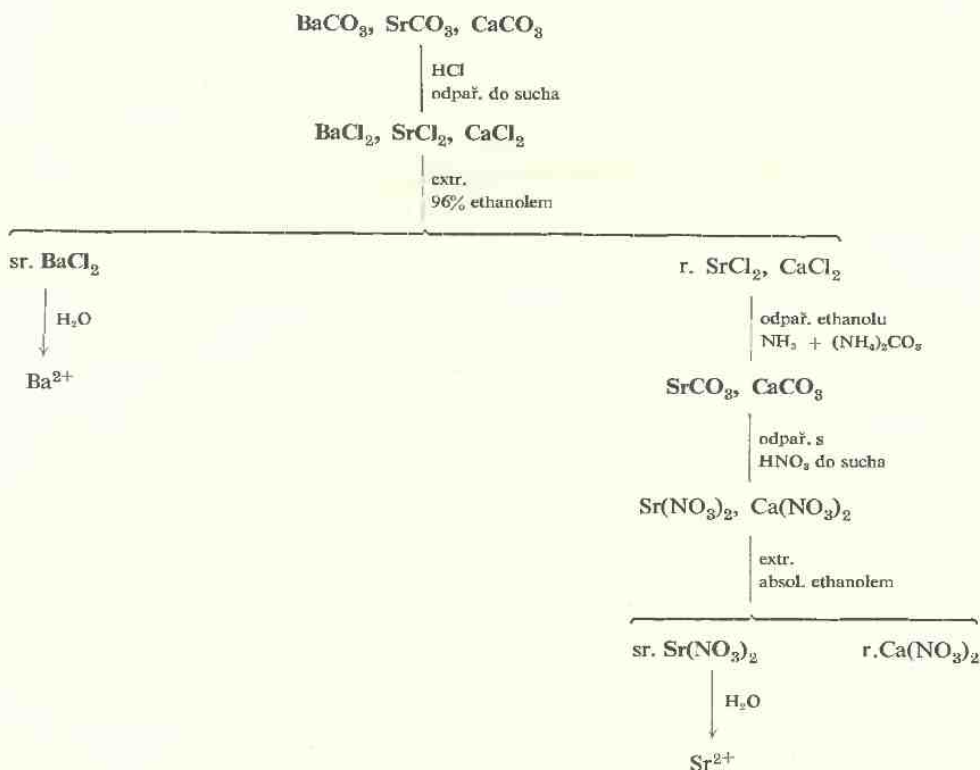 BaCO₃, SrCO₃, CaCO₃
HCl
odpař. do sucha
BaCl₂, SrCl₂, CaCl₂
extr.
96% ethanolem
sr. BaCl₂
H₂O
Ba²⁺
r. SrCl₂, CaCl₂
odpař. ethanolu
NH₃ + (NH₄)₂CO₃
SrCO₃, CaCO₃
odpař. s
HNO₃ do sucha
Sr(NO₃)₂, Ca(NO₃)₂
extr.
absol. ethanolem
sr. Sr(NO₃)₂
r.Ca(NO₃)₂
H₂O
Sr²⁺